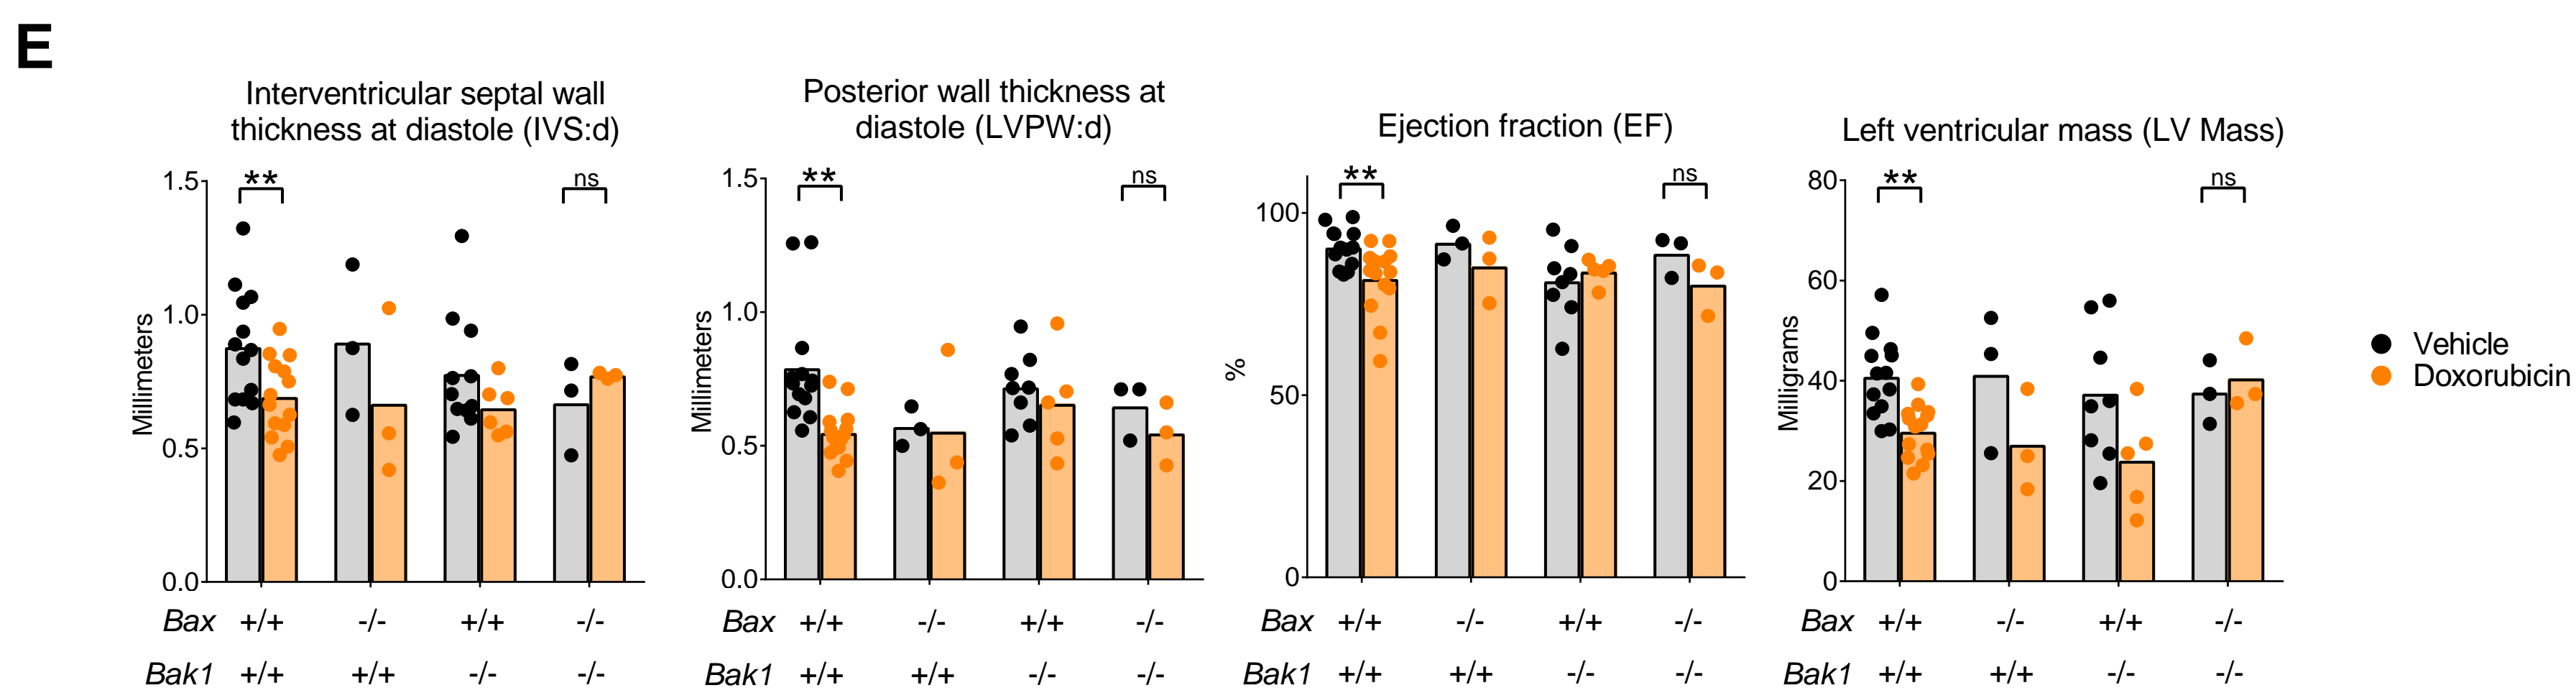 E
Interventricular septal wall
thickness at diastole (IVS:d)
Millimeters
1.5
1.0
0.5
0.0
**
ns
Bax +/+ -/- +/+ -/-
Bak1 +/+ +/+ -/- -/-
Posterior wall thickness at
diastole (LVPW:d)
Millimeters
1.5
1.0
0.5
0.0
**
ns
Bax +/+ -/- +/+ -/-
Bak1 +/+ +/+ -/- -/-
Ejection fraction (EF)
%
100
50
0
**
ns
Bax +/+ -/- +/+ -/-
Bak1 +/+ +/+ -/- -/-
Left ventricular mass (LV Mass)
Milligrams
80
60
40
20
0
**
ns
Bax +/+ -/- +/+ -/-
Bak1 +/+ +/+ -/- -/-
Vehicle
Doxorubicin